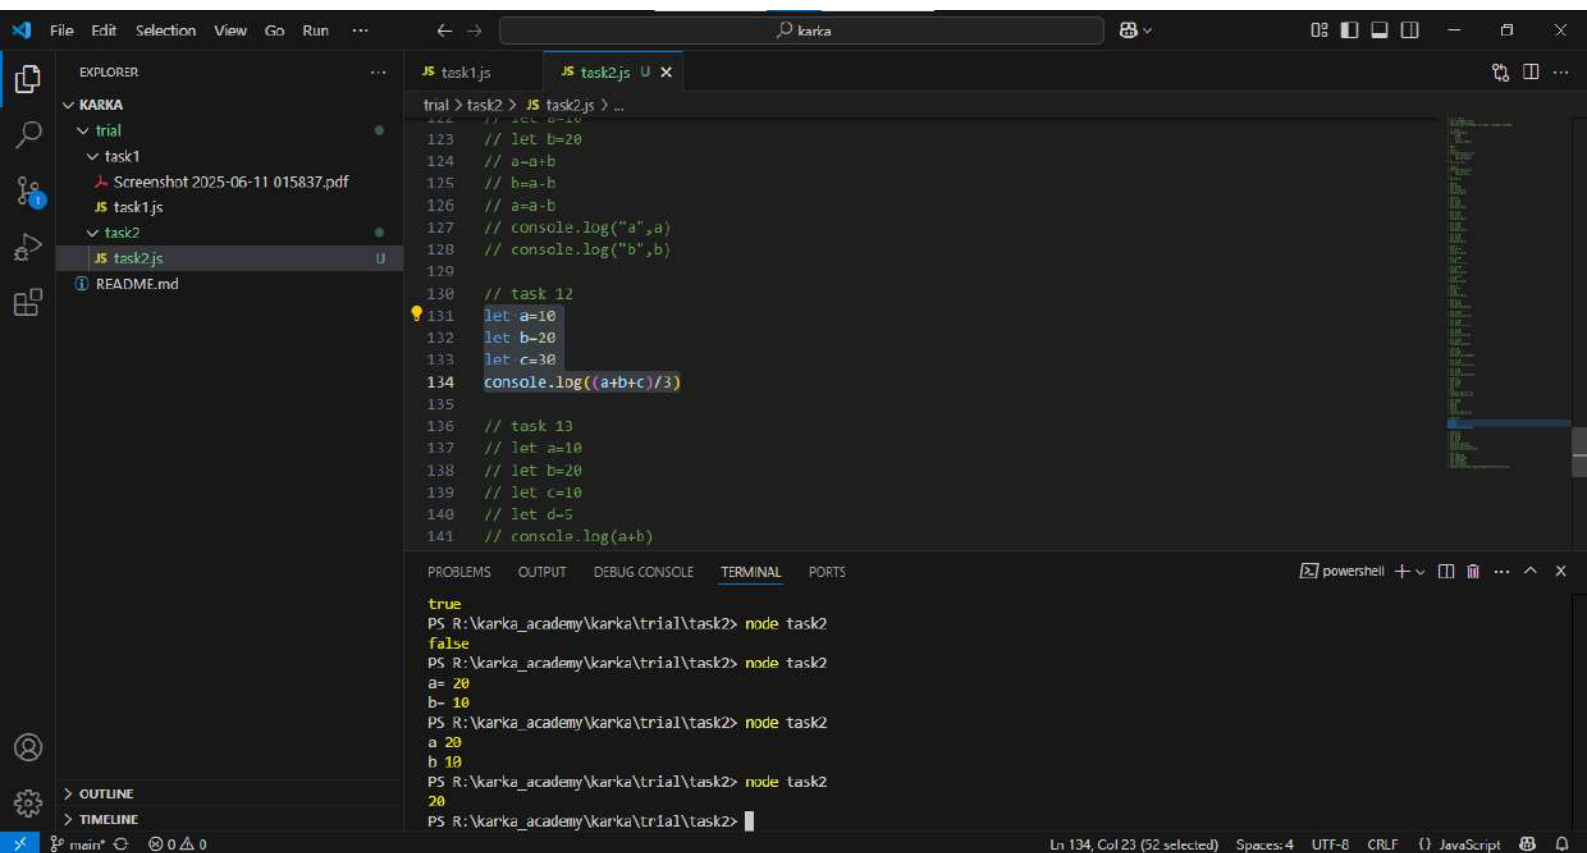 File Edit Selection View Go Run ··· karka
EXPLORER
KARKA
trial
task1
Screenshot 2025-06-11 015837.pdf
JS task1.js
task2
JS task2.js U
README.md
OUTLINE
TIMELINE
JS task1.js JS task2.js U
trial > task2 > JS task2.js > ...
122 // let a=10
123 // let b=20
124 // a=a+b
125 // b=a-b
126 // a=a-b
127 // console.log("a",a)
128 // console.log("b",b)
129
130 // task 12
131 let a=10
132 let b=20
133 let c=30
134 console.log((a+b+c)/3)
135
136 // task 13
137 // let a=10
138 // let b=20
139 // let c=10
140 // let d=5
141 // console.log(a+b)
PROBLEMS OUTPUT DEBUG CONSOLE TERMINAL PORTS powershell
true
PS R:\karka_academy\karka\trial\task2> node task2
false
PS R:\karka_academy\karka\trial\task2> node task2
a= 20
b= 10
PS R:\karka_academy\karka\trial\task2> node task2
a 20
b 10
PS R:\karka_academy\karka\trial\task2> node task2
20
PS R:\karka_academy\karka\trial\task2>
main* 0 0 Ln 134, Col 23 (52 selected) Spaces: 4 UTF-8 CRLF {} JavaScript